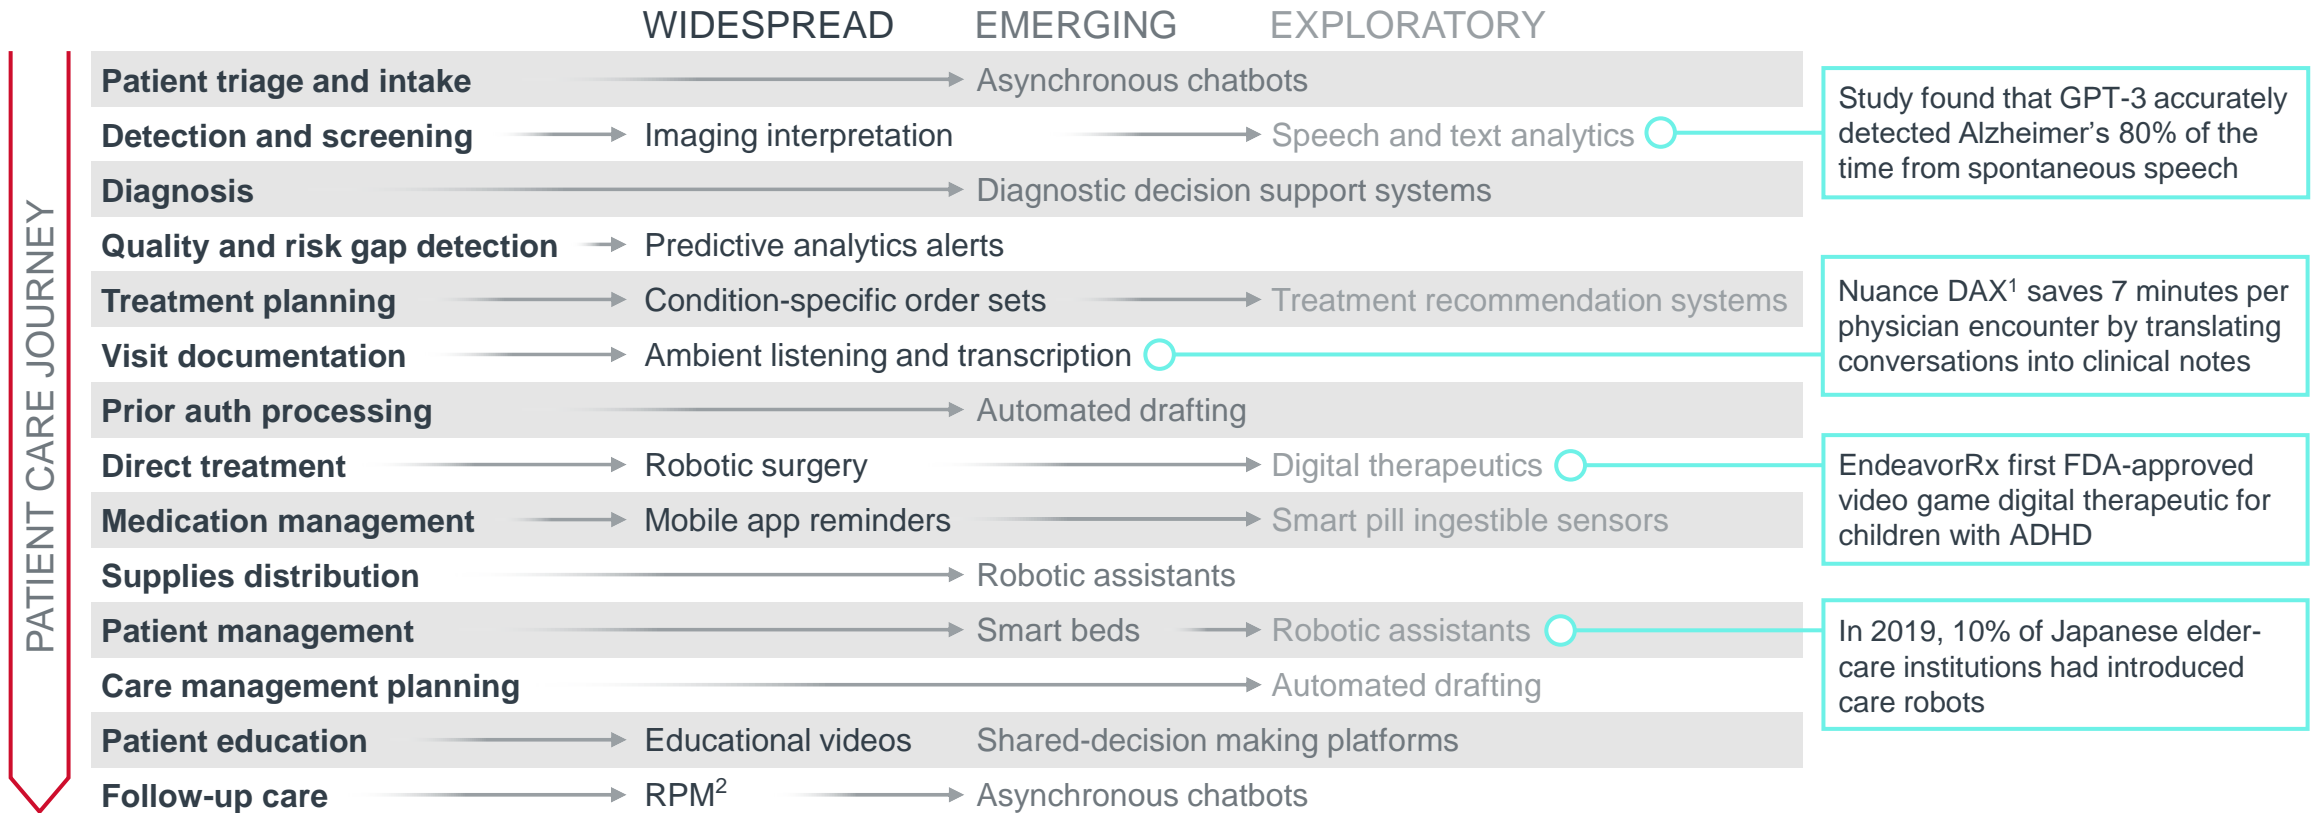 WIDESPREAD EMERGING EXPLORATORY
PATIENT CARE JOURNEY
Patient triage and intake Asynchronous chatbots
Detection and screening Imaging interpretation Speech and text analytics
Diagnosis Diagnostic decision support systems
Quality and risk gap detection Predictive analytics alerts
Treatment planning Condition-specific order sets Treatment recommendation systems
Visit documentation Ambient listening and transcription
Prior auth processing Automated drafting
Direct treatment Robotic surgery Digital therapeutics
Medication management Mobile app reminders Smart pill ingestible sensors
Supplies distribution Robotic assistants
Patient management Smart beds Robotic assistants
Care management planning Automated drafting
Patient education Educational videos Shared-decision making platforms
Follow-up care RPM² Asynchronous chatbots
Study found that GPT-3 accurately
detected Alzheimer’s 80% of the
time from spontaneous speech
Nuance DAX¹ saves 7 minutes per
physician encounter by translating
conversations into clinical notes
EndeavorRx first FDA-approved
video game digital therapeutic for
children with ADHD
In 2019, 10% of Japanese elder-
care institutions had introduced
care robots